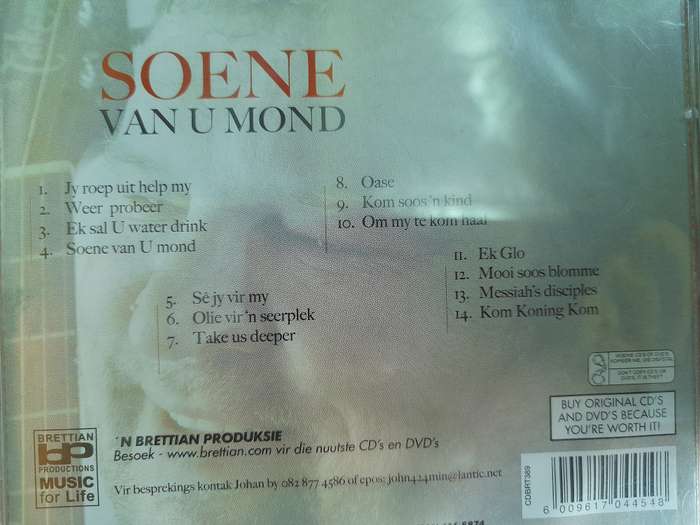 SOENE
VAN U MOND
1. Jy roep uit help my
2. Weer probeer
3. Ek sal U water drink
4. Soene van U mond
5. Sê jy vir my
6. Olie vir 'n seerplek
7. Take us deeper
8. Oase
9. Kom soos 'n kind
10. Om my te kom haal
11. Ek Glo
12. Mooi soos blomme
13. Messiah's disciples
14. Kom Koning Kom
BUY ORIGINAL CD'S
AND DVD'S BECAUSE
YOU'RE WORTH IT!
'N BRETTIAN PRODUKSIE
Besoek - www.brettian.com vir die nuutste CD's en DVD's
BRETTIAN
bp
PRODUCTIONS
MUSIC
for Life
Vir besprekings kontak Johan by 082 877 4586 of epos: john424min@lantic.net
CDBRT369
6 009617 044548